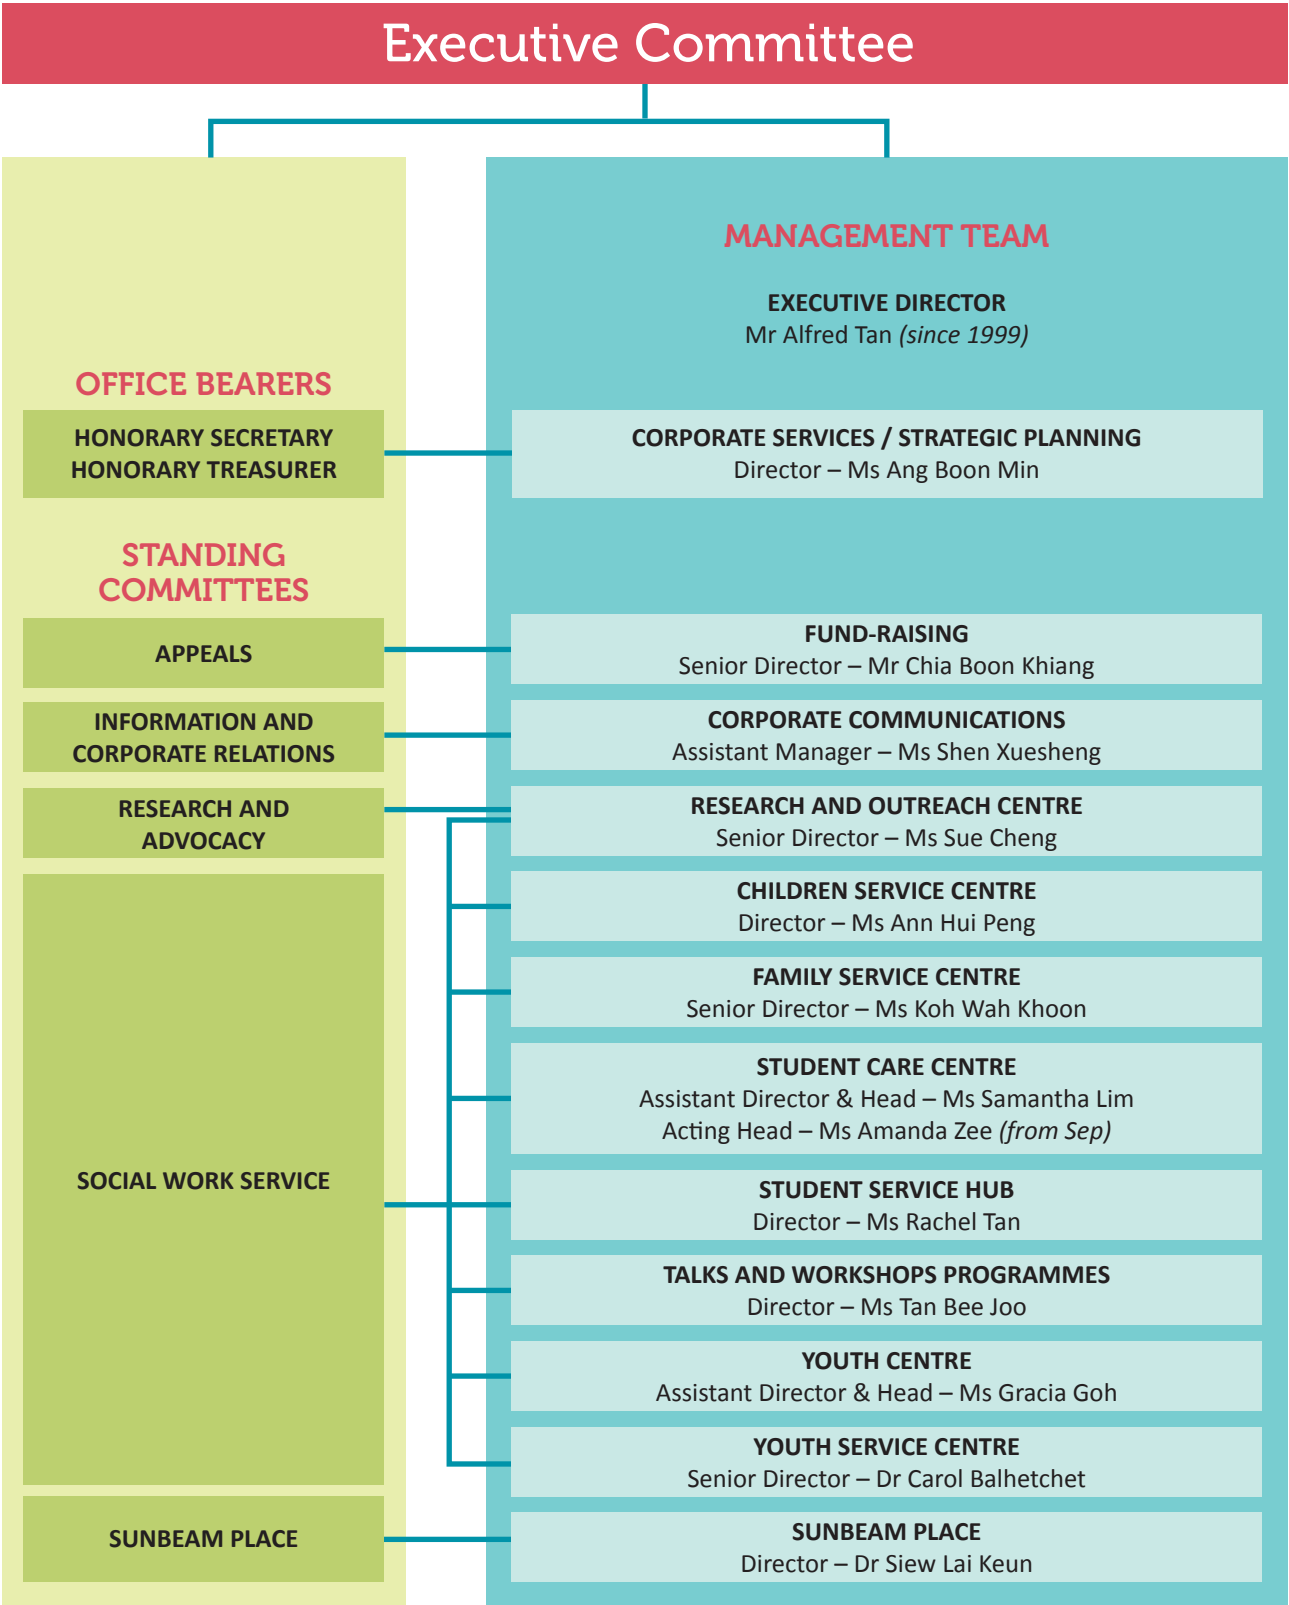 Executive Committee
MANAGEMENT TEAM
EXECUTIVE DIRECTOR
Mr Alfred Tan (since 1999)
OFFICE BEARERS
HONORARY SECRETARY
HONORARY TREASURER
CORPORATE SERVICES / STRATEGIC PLANNING
Director – Ms Ang Boon Min
STANDING
COMMITTEES
APPEALS
FUND-RAISING
Senior Director – Mr Chia Boon Khiang
INFORMATION AND
CORPORATE RELATIONS
CORPORATE COMMUNICATIONS
Assistant Manager – Ms Shen Xuesheng
RESEARCH AND
ADVOCACY
RESEARCH AND OUTREACH CENTRE
Senior Director – Ms Sue Cheng
SOCIAL WORK SERVICE
CHILDREN SERVICE CENTRE
Director – Ms Ann Hui Peng
FAMILY SERVICE CENTRE
Senior Director – Ms Koh Wah Khoon
STUDENT CARE CENTRE
Assistant Director & Head – Ms Samantha Lim
Acting Head – Ms Amanda Zee (from Sep)
STUDENT SERVICE HUB
Director – Ms Rachel Tan
TALKS AND WORKSHOPS PROGRAMMES
Director – Ms Tan Bee Joo
YOUTH CENTRE
Assistant Director & Head – Ms Gracia Goh
YOUTH SERVICE CENTRE
Senior Director – Dr Carol Balhetchet
SUNBEAM PLACE
SUNBEAM PLACE
Director – Dr Siew Lai Keun